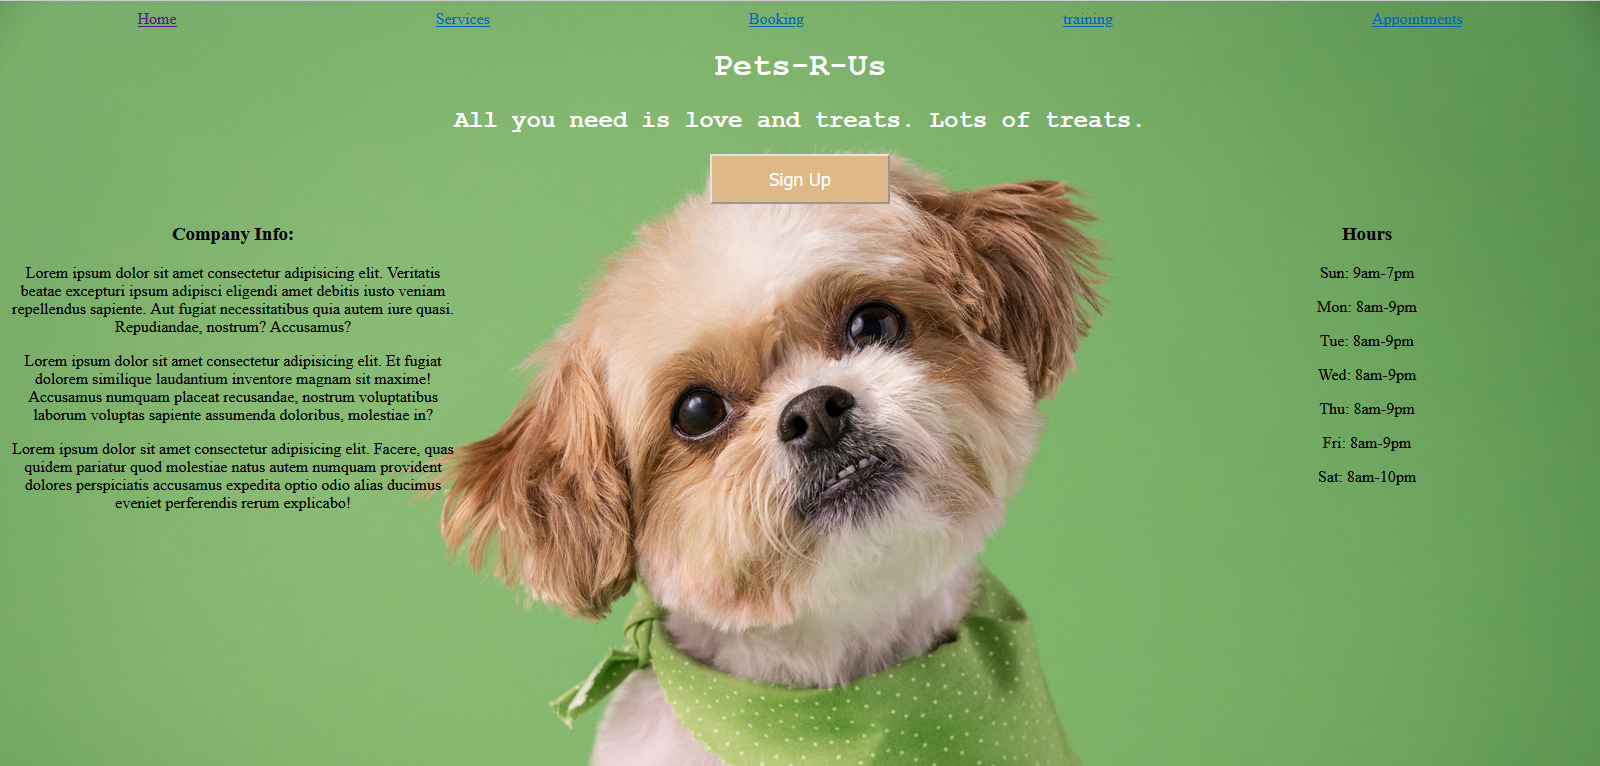 Home Services Booking training Appointments
Pets-R-Us
All you need is love and treats. Lots of treats.
Sign Up
Company Info:
Lorem ipsum dolor sit amet consectetur adipisicing elit. Veritatis
beatae excepturi ipsum adipisci eligendi amet debitis iusto veniam
repellendus sapiente. Aut fugiat necessitatibus quia autem iure quasi.
Repudiandae, nostrum? Accusamus?
Lorem ipsum dolor sit amet consectetur adipisicing elit. Et fugiat
dolorem similique laudantium inventore magnam sit maxime!
Accusamus numquam placeat recusandae, nostrum voluptatibus
laborum voluptas sapiente assumenda doloribus, molestiae in?
Lorem ipsum dolor sit amet consectetur adipisicing elit. Facere, quas
quidem pariatur quod molestiae natus autem numquam provident
dolores perspiciatis accusamus expedita optio odio alias ducimus
eveniet perferendis rerum explicabo!
Hours
Sun: 9am-7pm
Mon: 8am-9pm
Tue: 8am-9pm
Wed: 8am-9pm
Thu: 8am-9pm
Fri: 8am-9pm
Sat: 8am-10pm